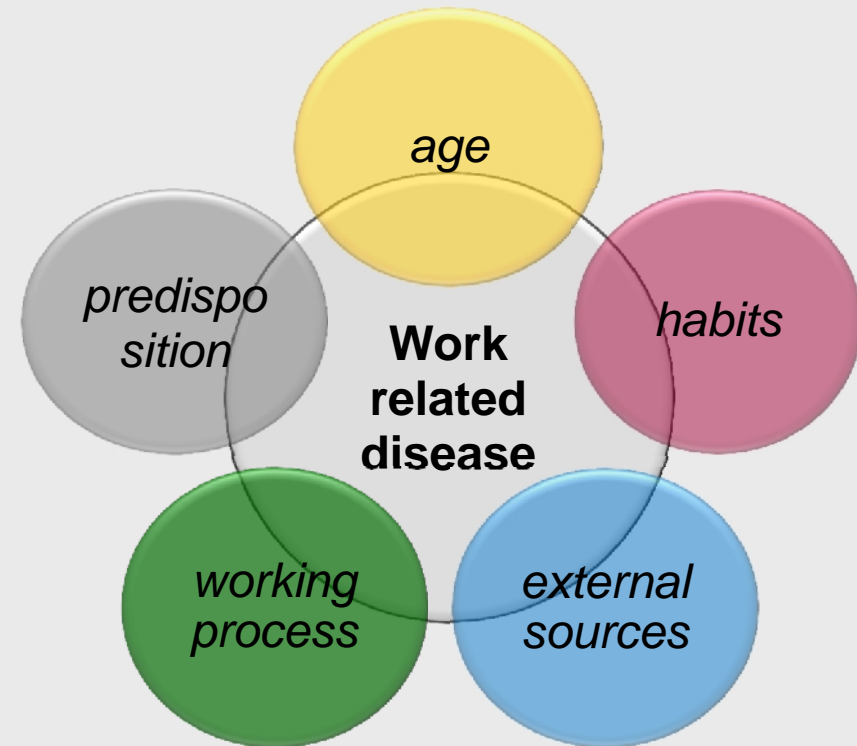 age
predispo
sition
habits
Work
related
disease
working
process
external
sources